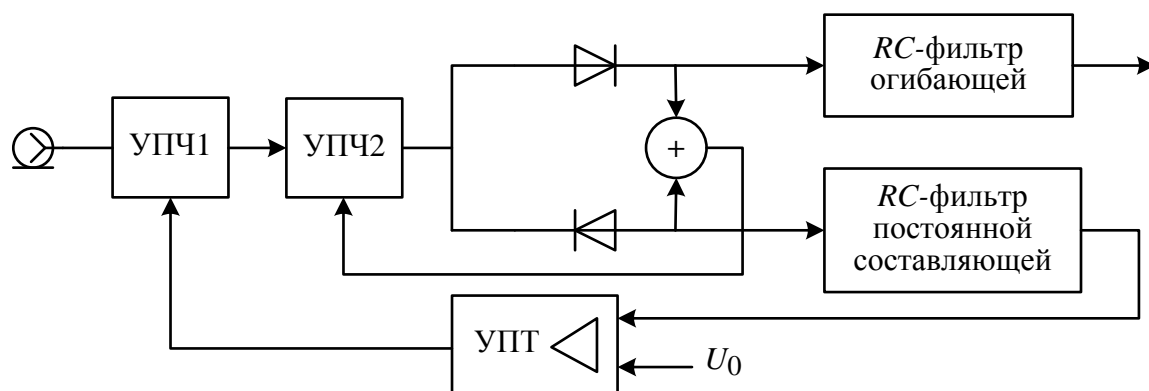 RC-фильтр
огибающей
УПЧ1
УПЧ2
+
RC-фильтр
постоянной
составляющей
УПТ
U0